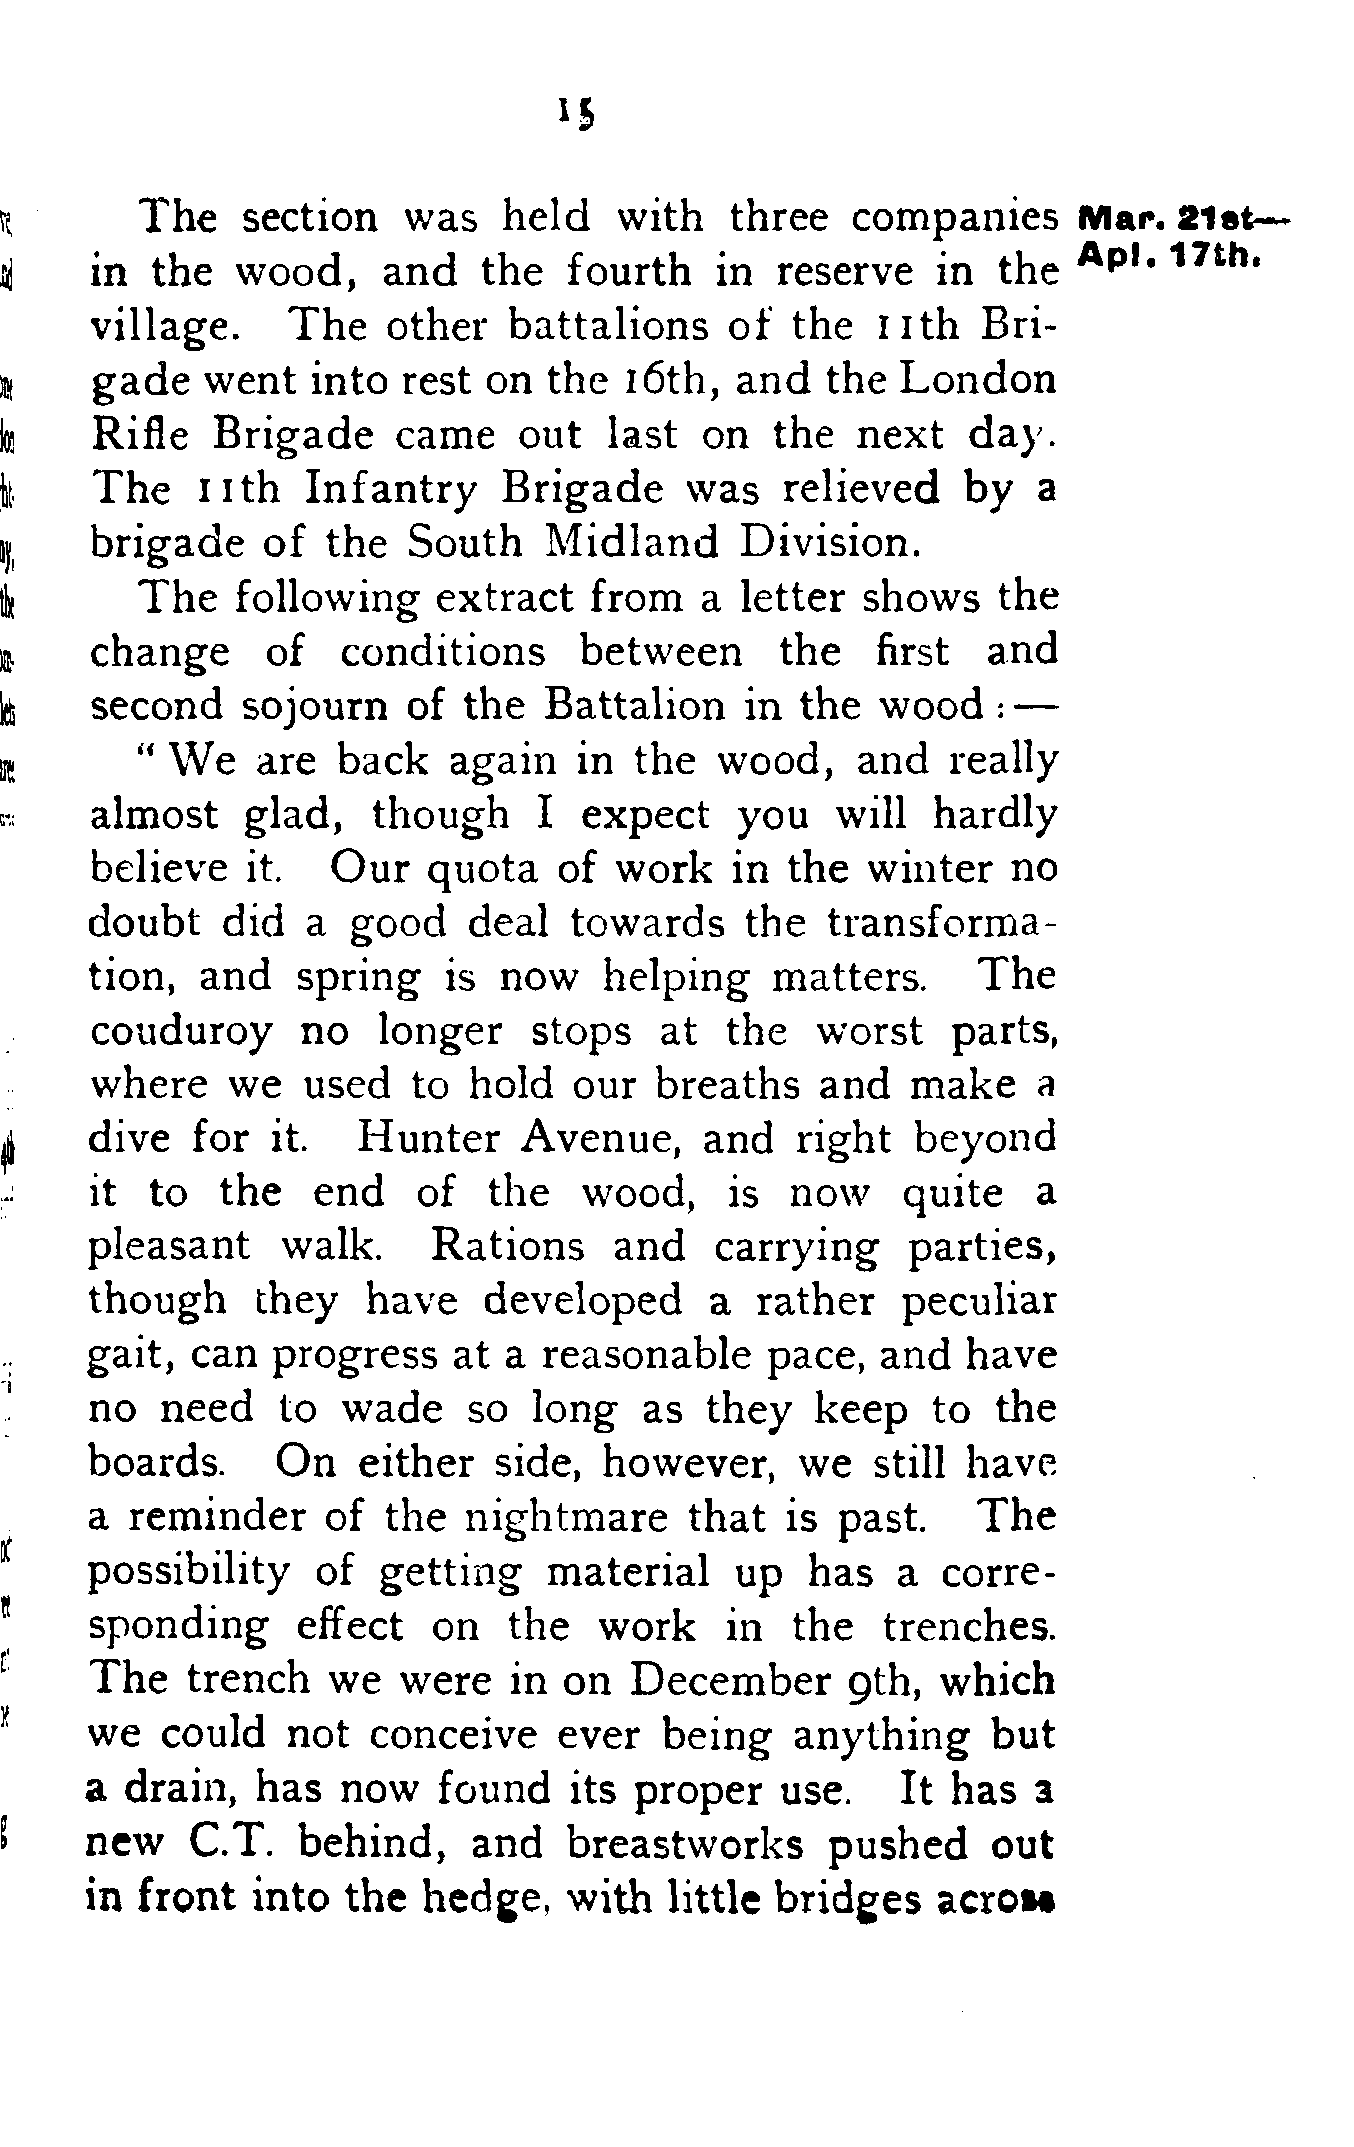 15
The section was held with three companies Mar. 21st—
in the wood, and the fourth in reserve in the Apl. 17th.
village. The other battalions of the 11th Bri-
gade went into rest on the 16th, and the London
Rifle Brigade came out last on the next day.
The 11th Infantry Brigade was relieved by a
brigade of the South Midland Division.
The following extract from a letter shows the
change of conditions between the first and
second sojourn of the Battalion in the wood :—
“ We are back again in the wood, and really
almost glad, though I expect you will hardly
believe it. Our quota of work in the winter no
doubt did a good deal towards the transforma-
tion, and spring is now helping matters. The
couduroy no longer stops at the worst parts,
where we used to hold our breaths and make a
dive for it. Hunter Avenue, and right beyond
it to the end of the wood, is now quite a
pleasant walk. Rations and carrying parties,
though they have developed a rather peculiar
gait, can progress at a reasonable pace, and have
no need to wade so long as they keep to the
boards. On either side, however, we still have
a reminder of the nightmare that is past. The
possibility of getting material up has a corre-
sponding effect on the work in the trenches.
The trench we were in on December 9th, which
we could not conceive ever being anything but
a drain, has now found its proper use. It has a
new C.T. behind, and breastworks pushed out
in front into the hedge, with little bridges across